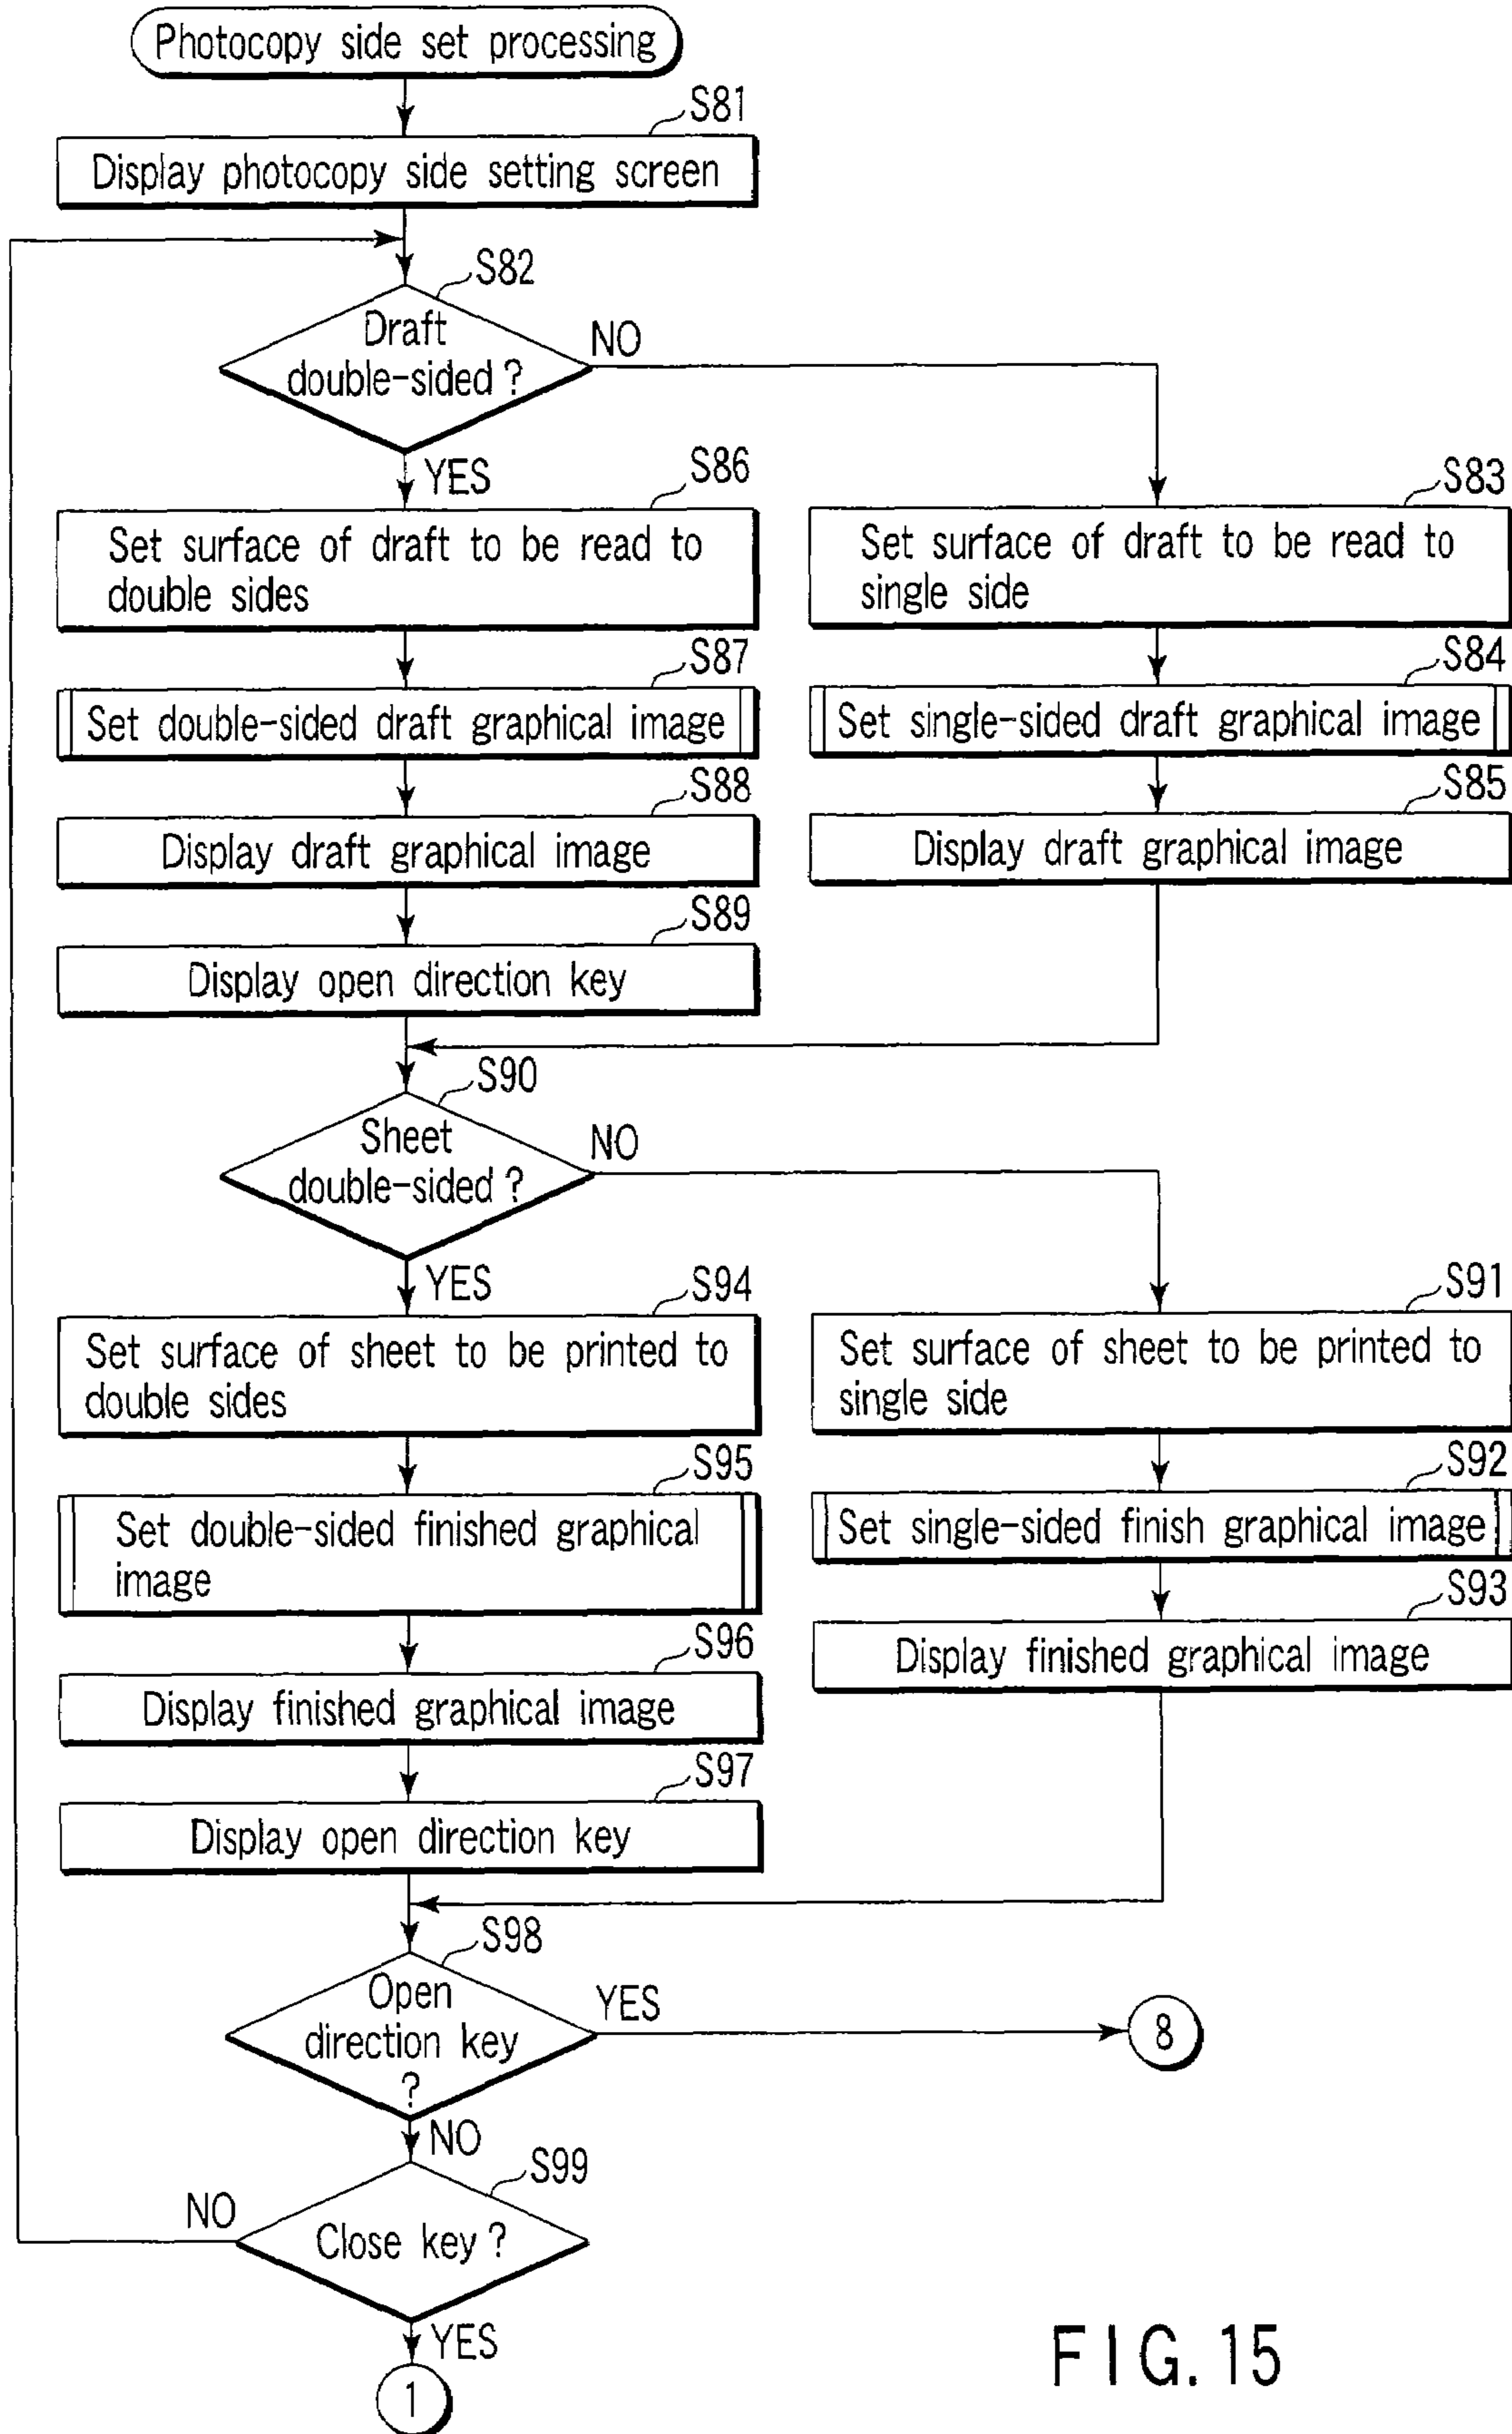 Photocopy side set processing
S81
Display photocopy side setting screen
S82
Draft
double-sided ?
NO
YES
S86
Set surface of draft to be read to
double sides
S83
Set surface of draft to be read to
single side
S87
Set double-sided draft graphical image
S84
Set single-sided draft graphical image
S88
Display draft graphical image
S85
Display draft graphical image
S89
Display open direction key
S90
Sheet
double-sided ?
NO
YES
S94
Set surface of sheet to be printed to
double sides
S91
Set surface of sheet to be printed to
single side
S95
Set double-sided finished graphical
image
S92
Set single-sided finish graphical image
S96
Display finished graphical image
S93
Display finished graphical image
S97
Display open direction key
S98
Open
direction key
?
YES
8
NO
S99
Close key ?
NO
YES
1
FIG. 15